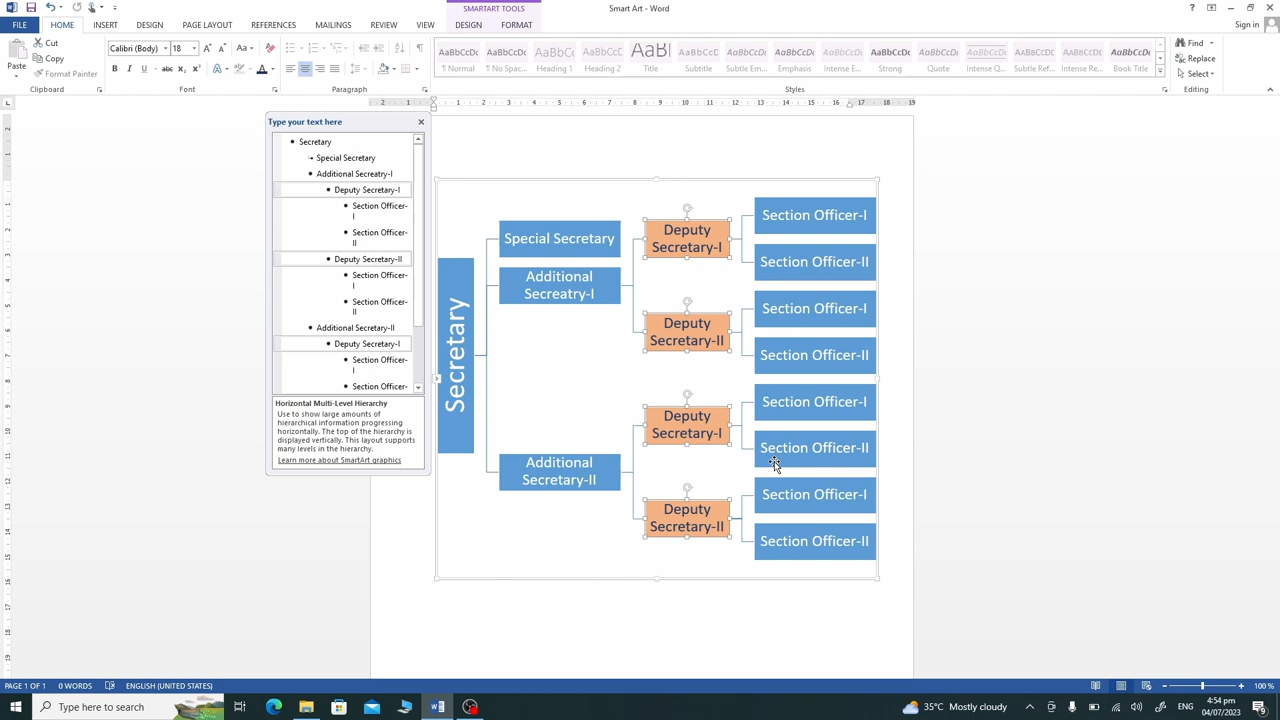 SMARTART TOOLS
Smart Art - Word
FILE HOME INSERT DESIGN PAGE LAYOUT REFERENCES MAILINGS REVIEW VIEW DESIGN FORMAT
Sign in
Paste
Cut
Copy
Format Painter
Clipboard
Calibri (Body) 18
Font
Paragraph
AaBbCcDc AaBbCcDc AaBbCcDc AaBbCcDc AaBl AaBbCcDc AaBbCcDc AaBbCcDc AaBbCcDc AaBbCcDc AaBbCcDc AaBbCcDc AaBbCcDc AaBbCcDc AaBbCcDc
¶ Normal ¶ No Spac... Heading 1 Heading 2 Title Subtitle Subtle Em... Emphasis Intense E... Strong Quote Intense Q... Subtle Ref... Intense Re... Book Title
Styles
Find
Replace
Select
Editing
Type your text here
Secretary
Special Secretary
Additional Secreatry-I
Deputy Secretary-I
Section Officer-
I
Section Officer-
II
Deputy Secretary-II
Section Officer-
I
Section Officer-
II
Additional Secretary-II
Deputy Secretary-I
Section Officer-
I
Section Officer-
Horizontal Multi-Level Hierarchy
Use to show large amounts of
hierarchical information progressing
horizontally. The top of the hierarchy is
displayed vertically. This layout supports
many levels in the hierarchy.
Learn more about SmartArt graphics
Secretary
Special Secretary
Additional
Secreatry-I
Additional
Secretary-II
Deputy
Secretary-I
Deputy
Secretary-II
Deputy
Secretary-I
Deputy
Secretary-II
Section Officer-I
Section Officer-II
Section Officer-I
Section Officer-II
Section Officer-I
Section Officer-II
Section Officer-I
Section Officer-II
PAGE 1 OF 1 0 WORDS ENGLISH (UNITED STATES)
100 %
Type here to search
35°C Mostly cloudy
ENG
4:54 pm
04/07/2023